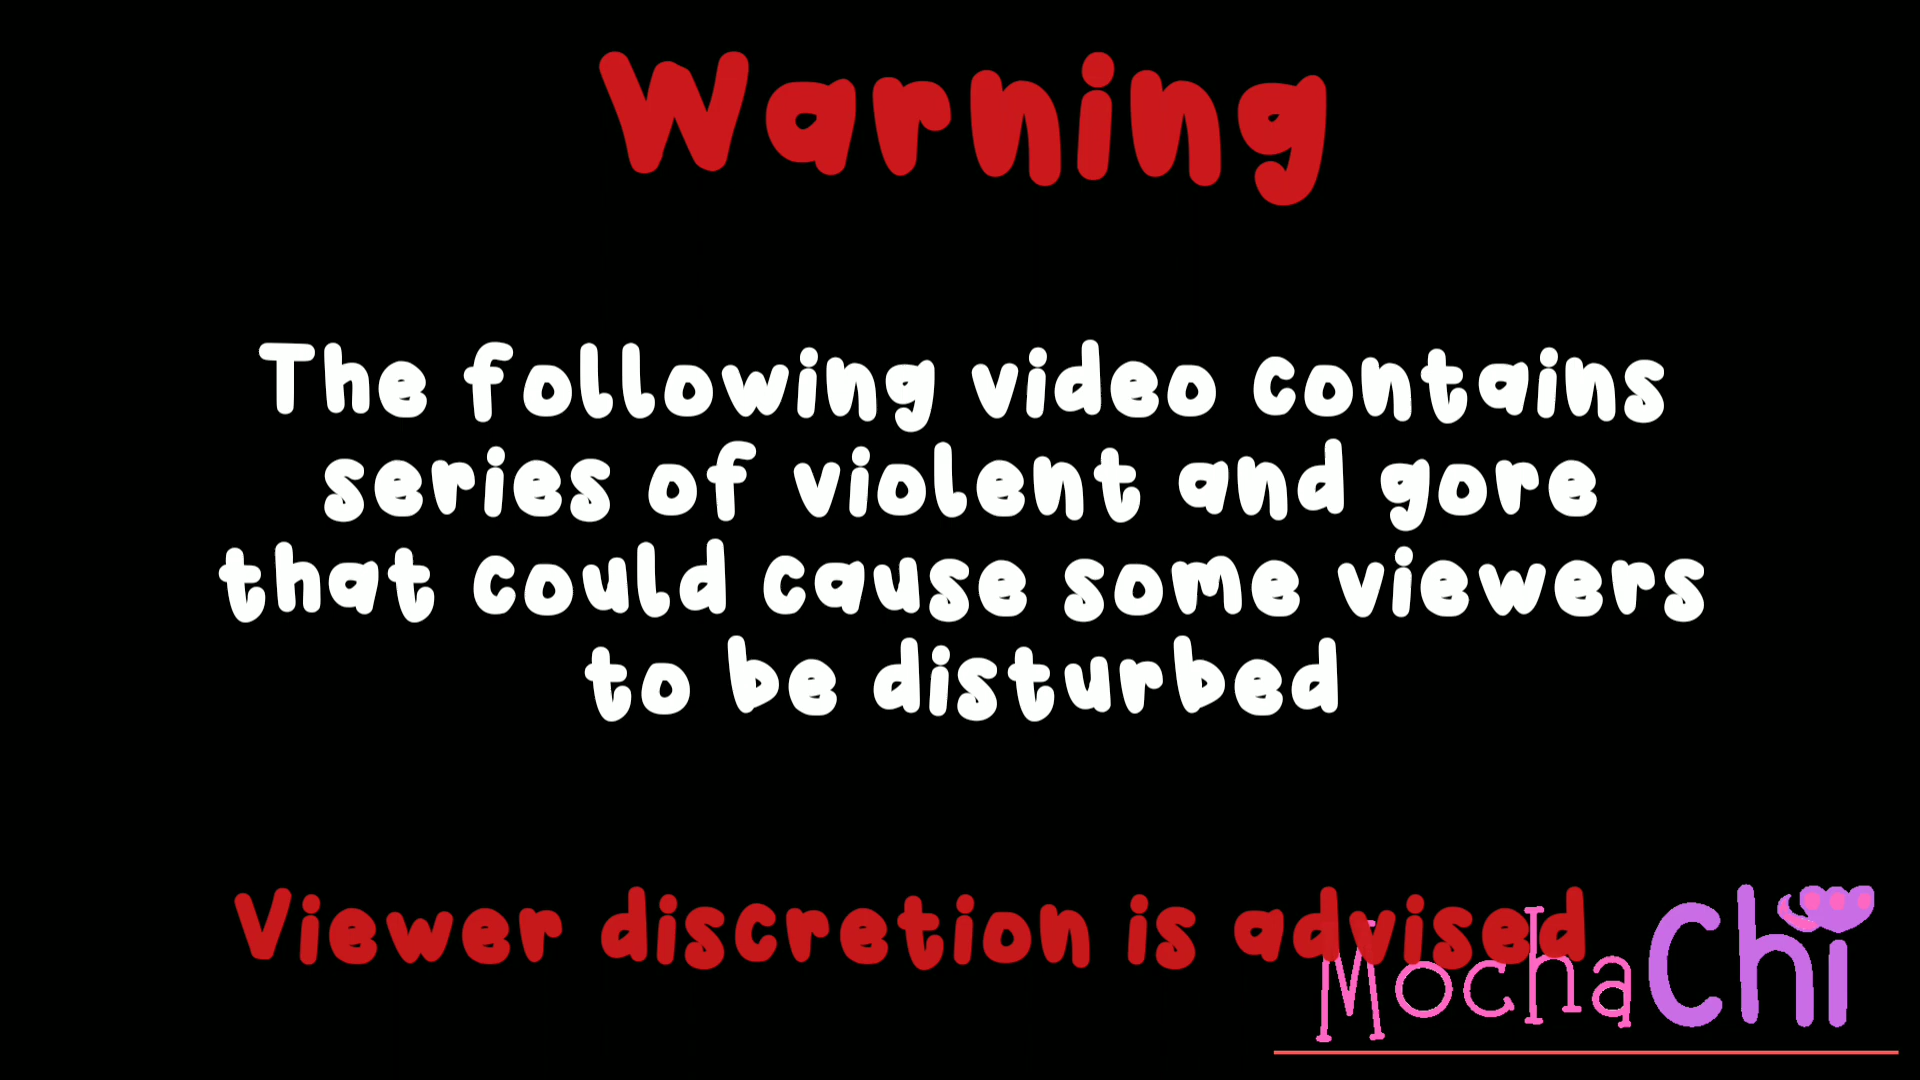 Warning
The following video contains
series of violent and gore
that could cause some viewers
to be disturbed
Viewer discretion is advised
MochaChi